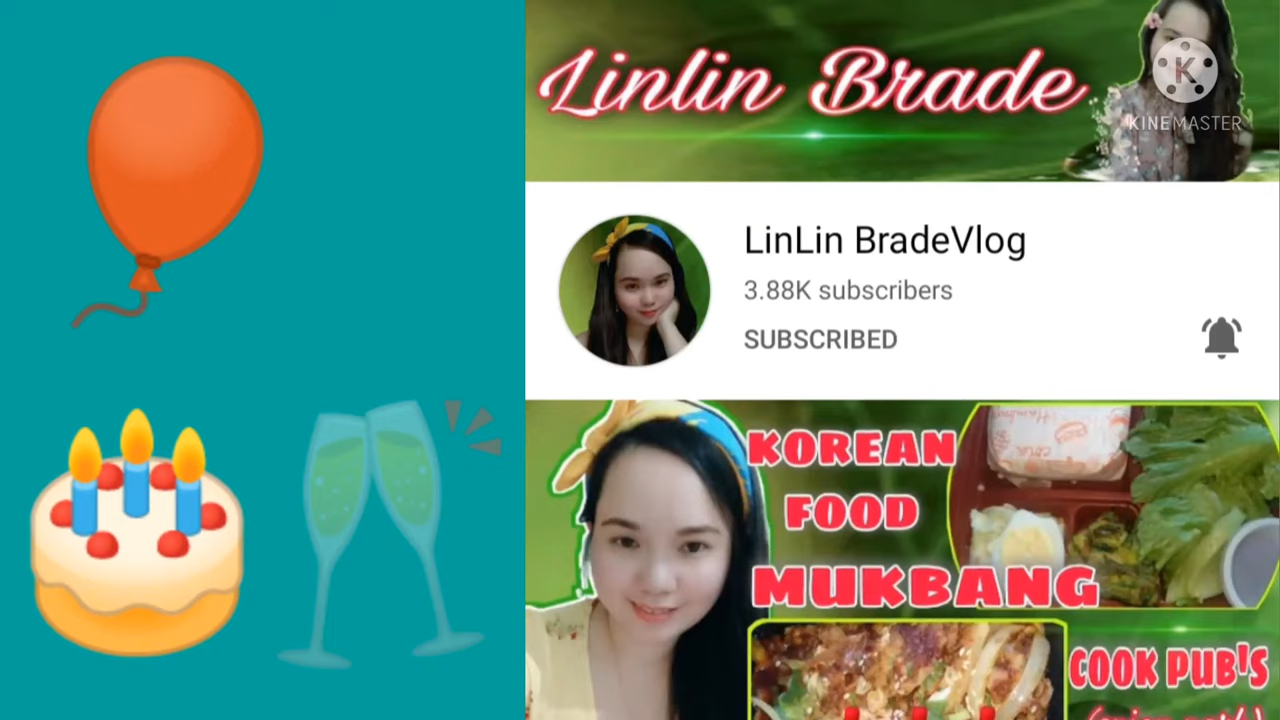 Linlin Brade
K
KINEMASTER
LinLin BradeVlog
3.88K subscribers
SUBSCRIBED
KOREAN
FOOD
MUKBANG
COOK PUB'S